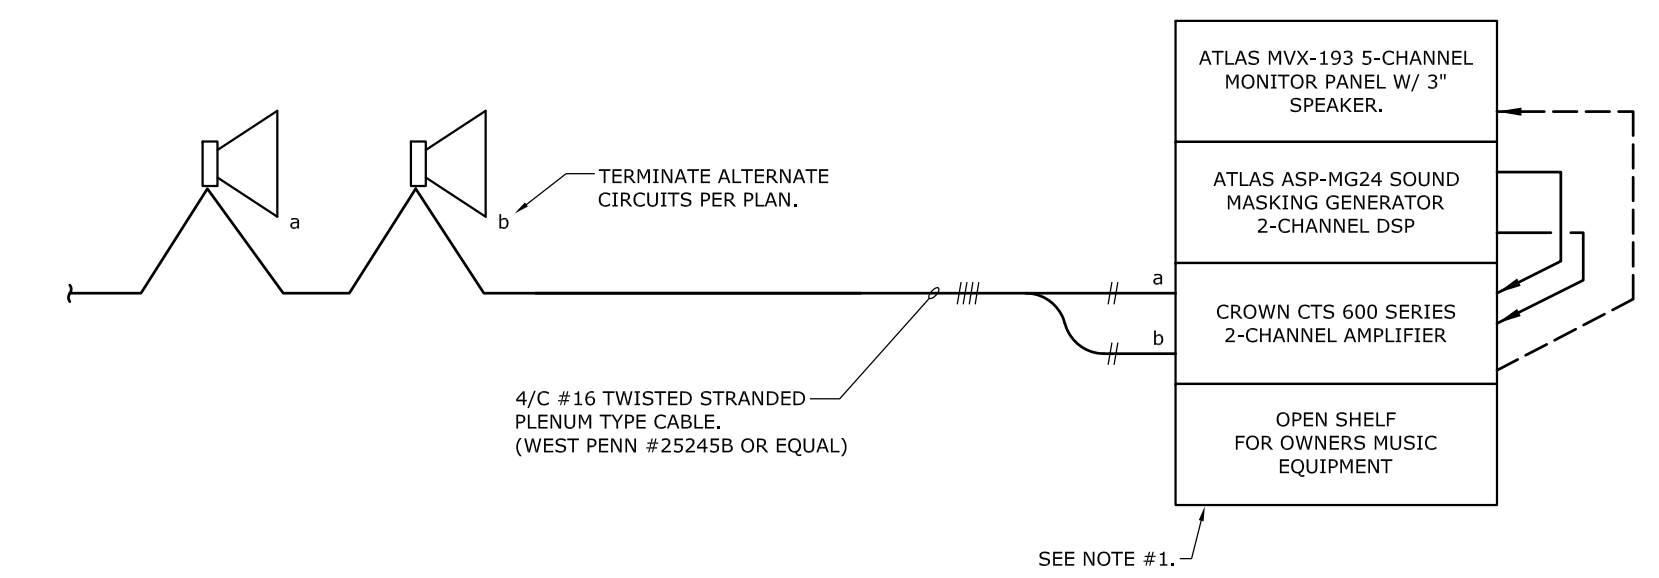 ATLAS MVX-193 5-CHANNEL
MONITOR PANEL W/ 3"
SPEAKER.
ATLAS ASP-MG24 SOUND
MASKING GENERATOR
2-CHANNEL DSP
TERMINATE ALTERNATE
CIRCUITS PER PLAN.
a
b
a
b
CROWN CTS 600 SERIES
2-CHANNEL AMPLIFIER
4/C #16 TWISTED STRANDED
PLENUM TYPE CABLE.
(WEST PENN #25245B OR EQUAL)
OPEN SHELF
FOR OWNERS MUSIC
EQUIPMENT
SEE NOTE #1.